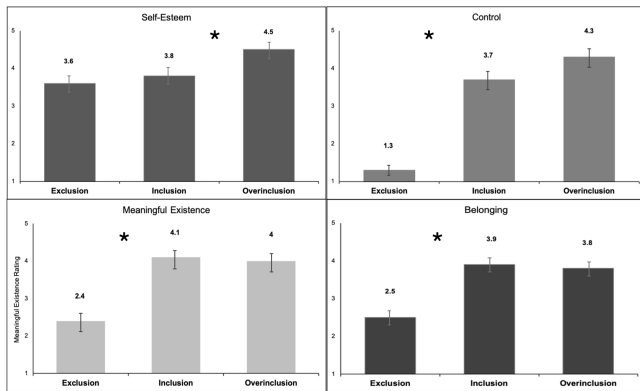 Self-Esteem
5
4
3
2
1
3.6
3.8
*
4.5
Exclusion
Inclusion
Overinclusion
Control
5
4
3
2
1
1.3
*
3.7
4.3
Exclusion
Inclusion
Overinclusion
Meaningful Existence
Meaningful Existence Rating
5
4
3
2
1
2.4
*
4.1
4
Exclusion
Inclusion
Overinclusion
Belonging
5
4
3
2
1
2.5
*
3.9
3.8
Exclusion
Inclusion
Overinclusion